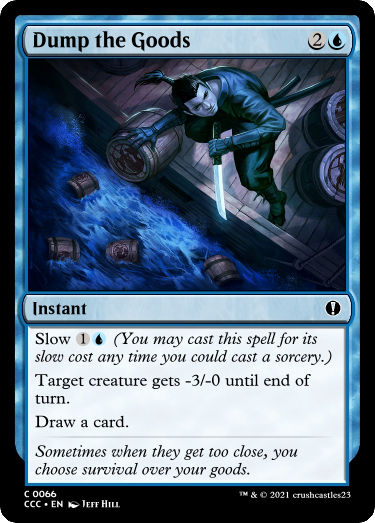 Dump the Goods 2
Instant
Slow 1 (You may cast this spell for its
slow cost any time you could cast a sorcery.)
Target creature gets -3/-0 until end of
turn.
Draw a card.
Sometimes when they get too close, you
choose survival over your goods.
C 0066
CCC • EN Jeff Hill
™ & © 2021 crushcastles23